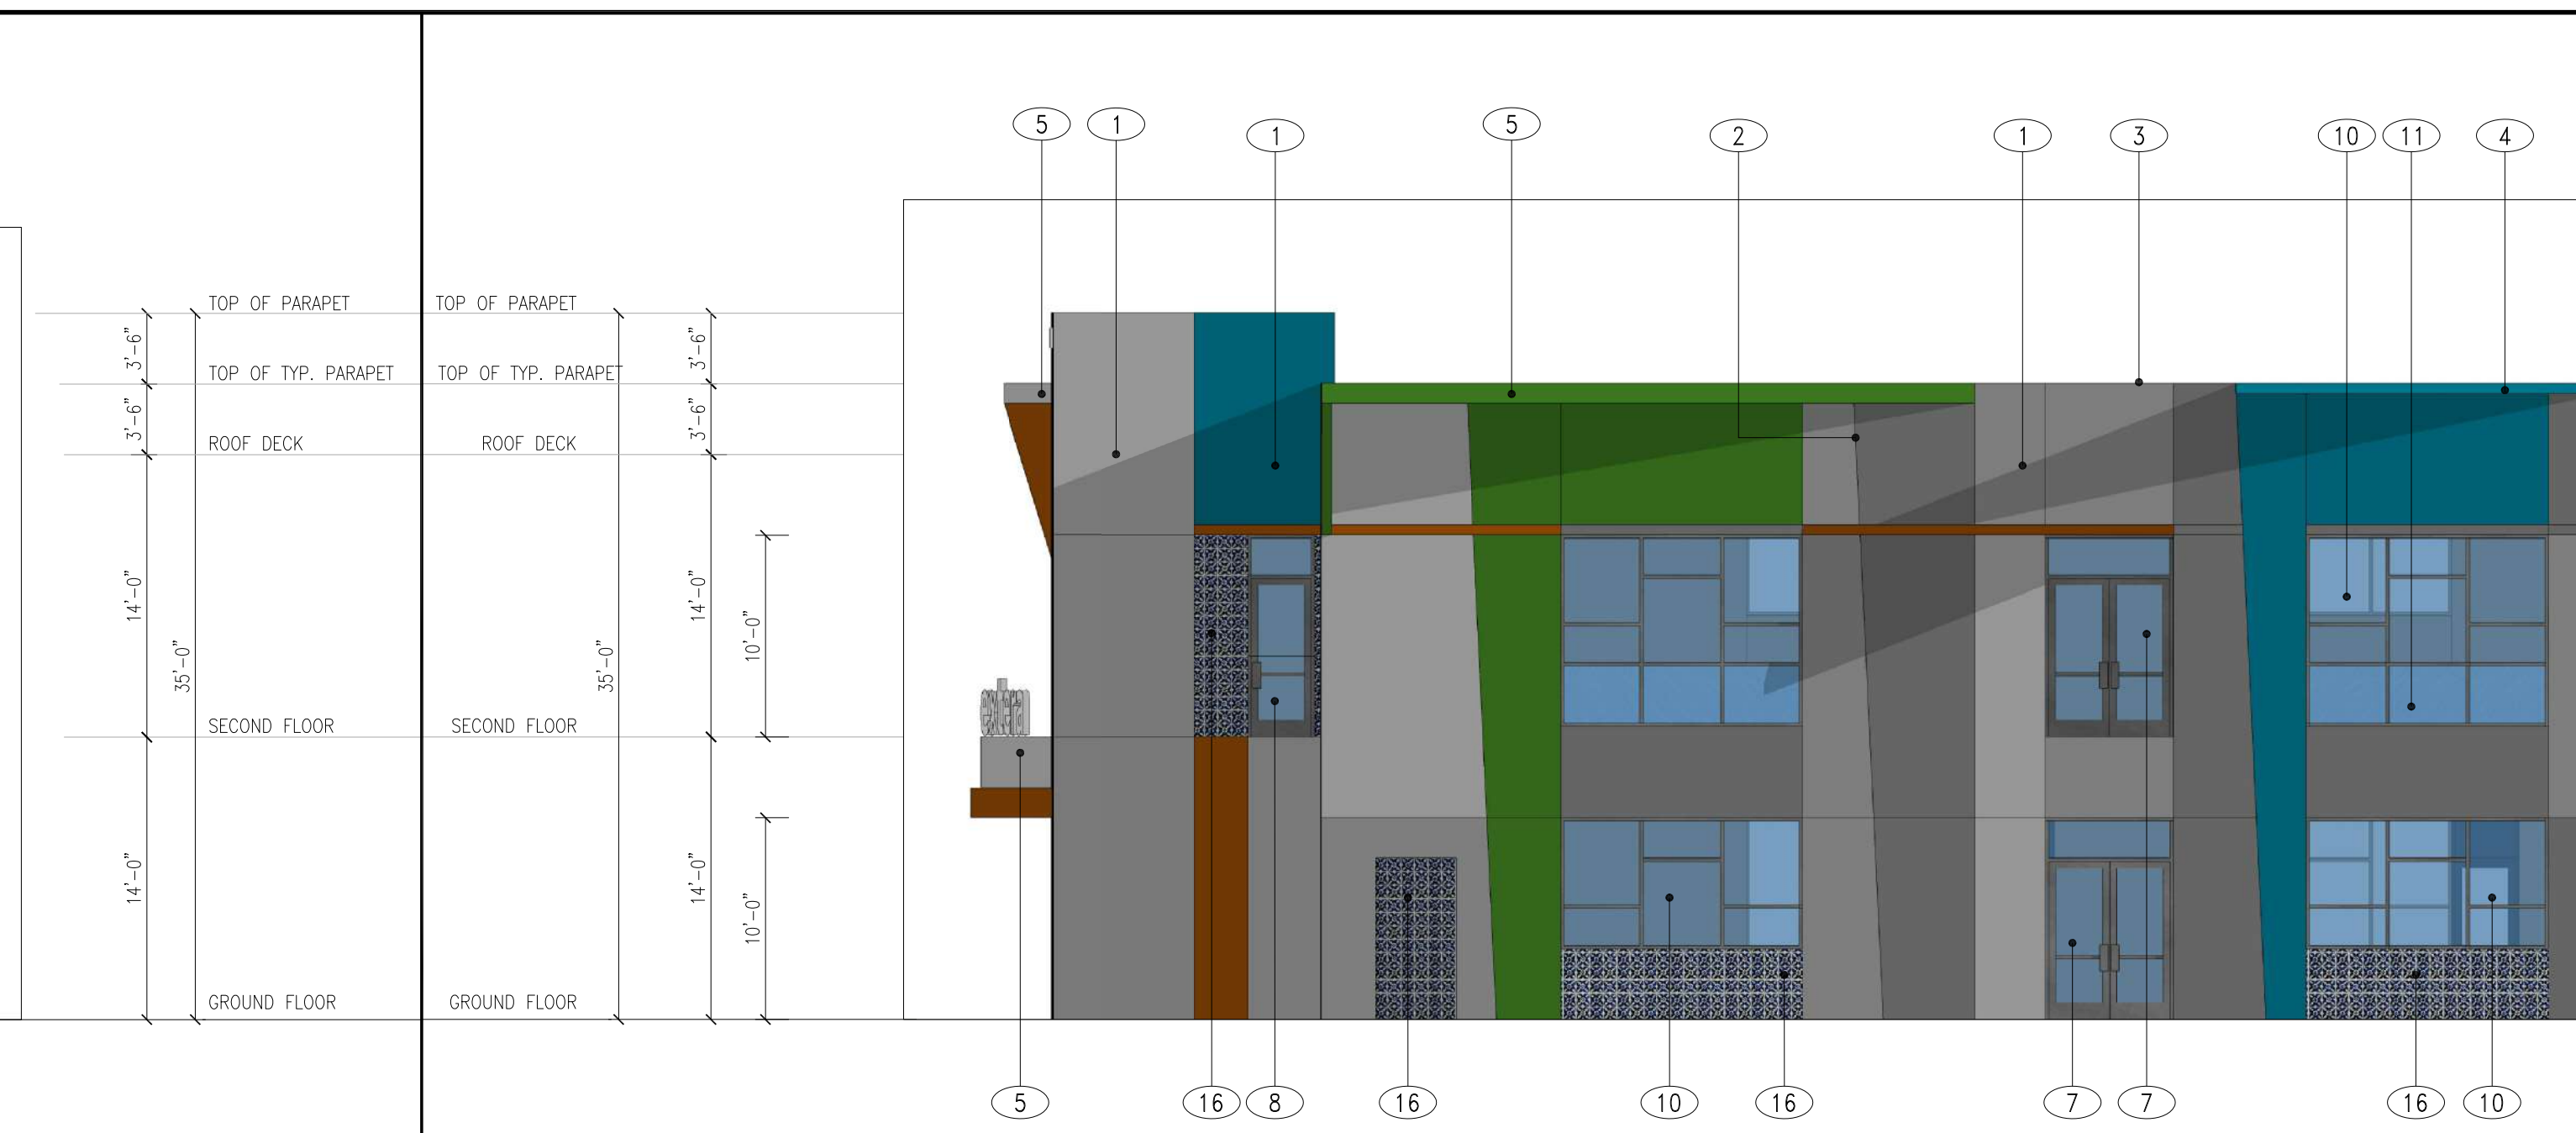 5 1 1 5 2 1 3 10 11 4
TOP OF PARAPET TOP OF PARAPET
3'-6" 3'-6"
TOP OF TYP. PARAPET TOP OF TYP. PARAPET
3'-6" 3'-6"
ROOF DECK ROOF DECK
14'-0" 14'-0" 10'-0"
35'-0" 35'-0"
SECOND FLOOR SECOND FLOOR
14'-0" 14'-0" 10'-0"
GROUND FLOOR GROUND FLOOR
5 16 8 16 10 16 7 7 16 10